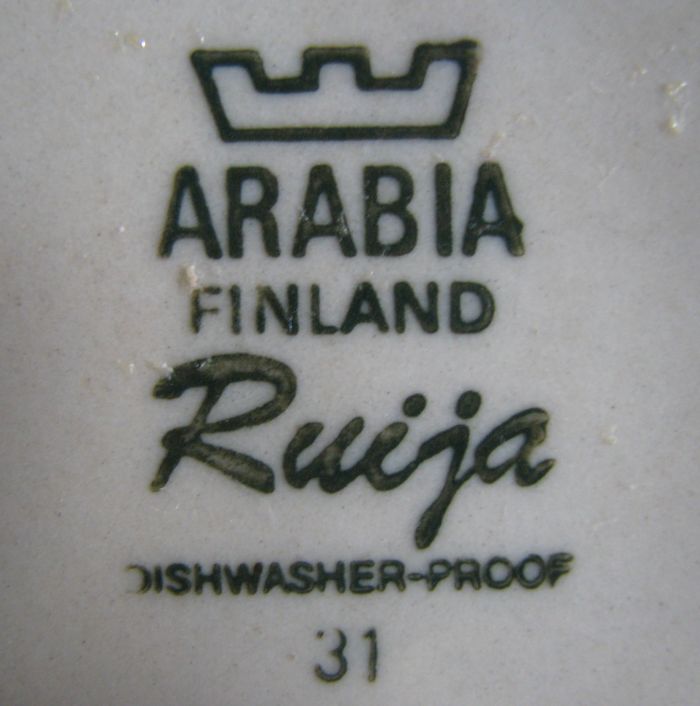 ARABIA
FINLAND
Ruija
DISHWASHER-PROOF
31